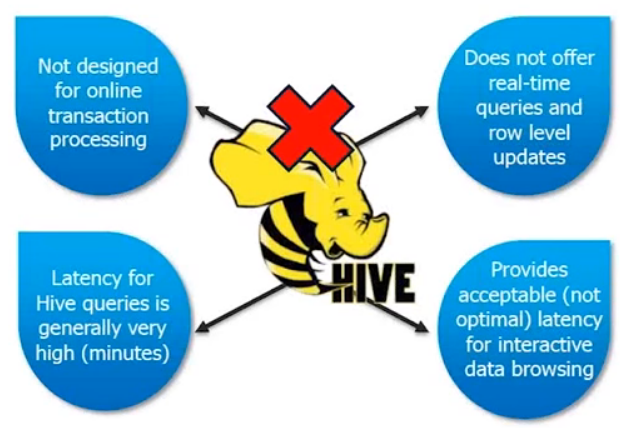 Not designed
for online
transaction
processing
Does not offer
real-time
queries and
row level
updates
HIVE
Latency for
Hive queries is
generally very
high (minutes)
Provides
acceptable (not
optimal) latency
for interactive
data browsing